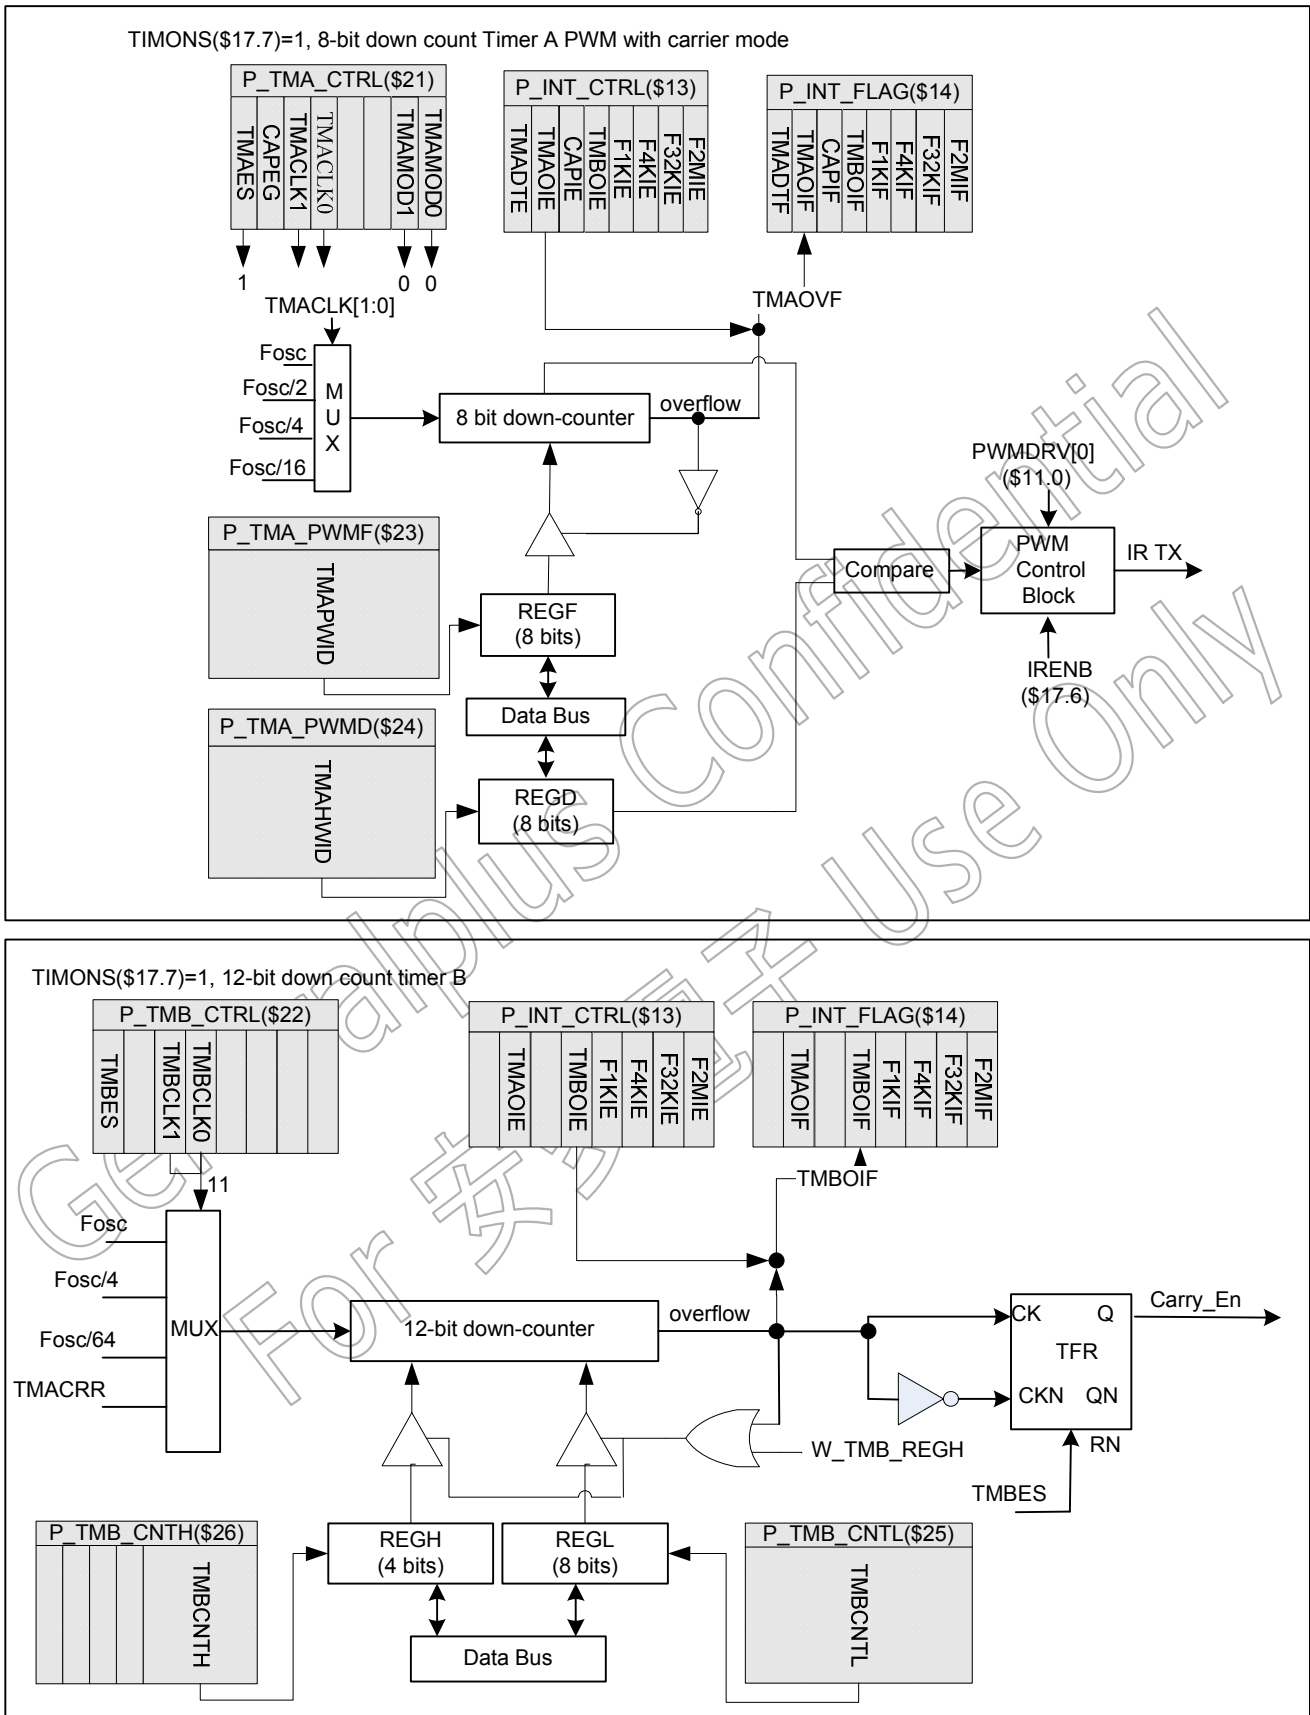 TIMONS($17.7)=1, 8-bit down count Timer A PWM with carrier mode
P_TMA_CTRL($21)
TMAES
CAPEG
TMACLK1
TMACLK0
TMAMOD1
TMAMOD0
P_INT_CTRL($13)
TMADTE
TMAOIE
CAPIE
TMBOIE
F1KIE
F4KIE
F32KIE
F2MIE
P_INT_FLAG($14)
TMADTF
TMAOIF
CAPIF
TMBOIF
F1KIF
F4KIF
F32KIF
F2MIF
1
0
0
TMACLK[1:0]
TMAOVF
Fosc
Fosc/2
Fosc/4
Fosc/16
M
U
X
8 bit down-counter
overflow
PWMDRV[0]
($11.0)
P_TMA_PWMF($23)
TMAPWID
Compare
PWM
Control
Block
IR TX
REGF
(8 bits)
IRENB
($17.6)
Data Bus
P_TMA_PWMD($24)
TMAHWID
REGD
(8 bits)
TIMONS($17.7)=1, 12-bit down count timer B
P_TMB_CTRL($22)
TMBES
TMBCLK1
TMBCLK0
P_INT_CTRL($13)
TMAOIE
TMBOIE
F1KIE
F4KIE
F32KIE
F2MIE
P_INT_FLAG($14)
TMAOIF
TMBOIF
F1KIF
F4KIF
F32KIF
F2MIF
11
TMBOIF
Fosc
Fosc/4
Fosc/64
TMACRR
MUX
12-bit down-counter
overflow
CK
Q
TFR
CKN
QN
RN
Carry_En
W_TMB_REGH
TMBES
P_TMB_CNTH($26)
TMBCNTH
REGH
(4 bits)
REGL
(8 bits)
P_TMB_CNTL($25)
TMBCNTL
Data Bus
Generalplus Confidential
For 安易電子 Use Only